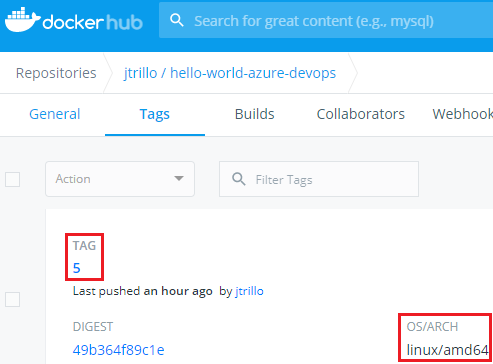 dockerhub
Search for great content (e.g., mysql)
Repositories
jtrillo / hello-world-azure-devops
General Tags Builds Collaborators Webhook
Action Filter Tags
TAG
5
Last pushed an hour ago by jtrillo
DIGEST OS/ARCH
49b364f89c1e linux/amd64